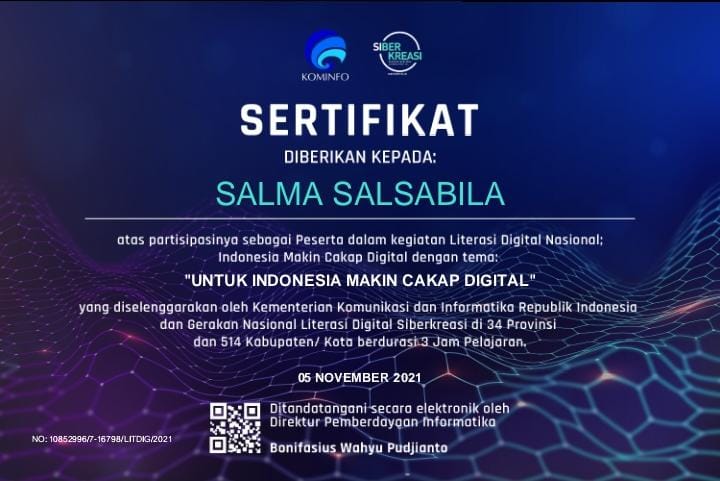 KOMINFO
SIBER
KREASI
SERTIFIKAT
DIBERIKAN KEPADA:
SALMA SALSABILA
atas partisipasinya sebagai Peserta dalam kegiatan Literasi Digital Nasional;
Indonesia Makin Cakap Digital dengan tema:
"UNTUK INDONESIA MAKIN CAKAP DIGITAL"
yang diselenggarakan oleh Kementerian Komunikasi dan Informatika Republik Indonesia
dan Gerakan Nasional Literasi Digital Siberkreasi di 34 Provinsi
dan 514 Kabupaten/ Kota berdurasi 3 Jam Pelajaran.
05 NOVEMBER 2021
Ditandatangani secara elektronik oleh
Direktur Pemberdayaan Informatika
Bonifasius Wahyu Pudjianto
NO: 10852996/7-16798/LITDIG/2021